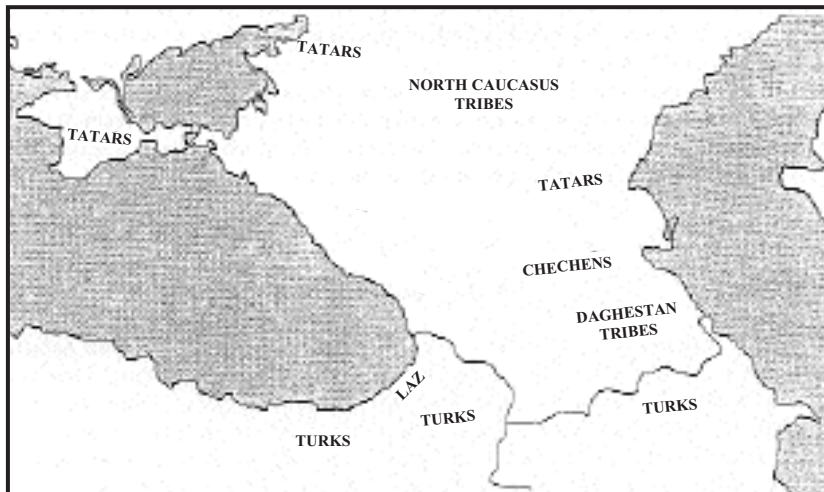 TATARS
NORTH CAUCASUS
TRIBES
TATARS
TATARS
CHECHENS
DAGHESTAN
TRIBES
LAZ
TURKS
TURKS
TURKS